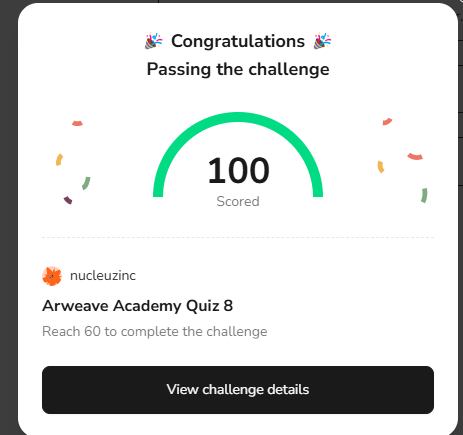 🎉 Congratulations 🎉
Passing the challenge
100
Scored
nucleuzinc
Arweave Academy Quiz 8
Reach 60 to complete the challenge
View challenge details